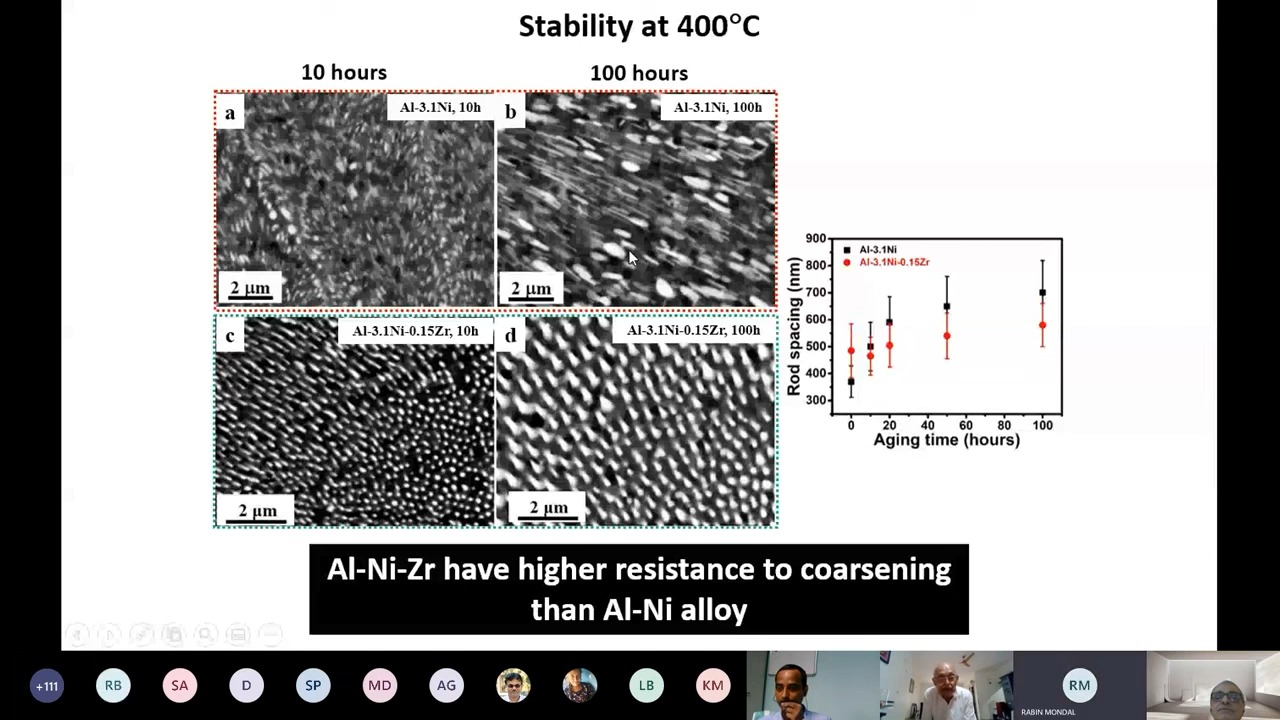 Stability at 400°C
10 hours
100 hours
a
Al-3.1Ni, 10h
2 μm
b
Al-3.1Ni, 100h
2 μm
c
Al-3.1Ni-0.15Zr, 10h
2 μm
d
Al-3.1Ni-0.15Zr, 100h
2 μm
Al-3.1Ni
Al-3.1Ni-0.15Zr
Rod spacing (nm)
900
800
700
600
500
400
300
0 20 40 60 80 100
Aging time (hours)
Al-Ni-Zr have higher resistance to coarsening
than Al-Ni alloy
+111
RB
SA
D
SP
MD
AG
LB
KM
RM
RABIN MONDAL